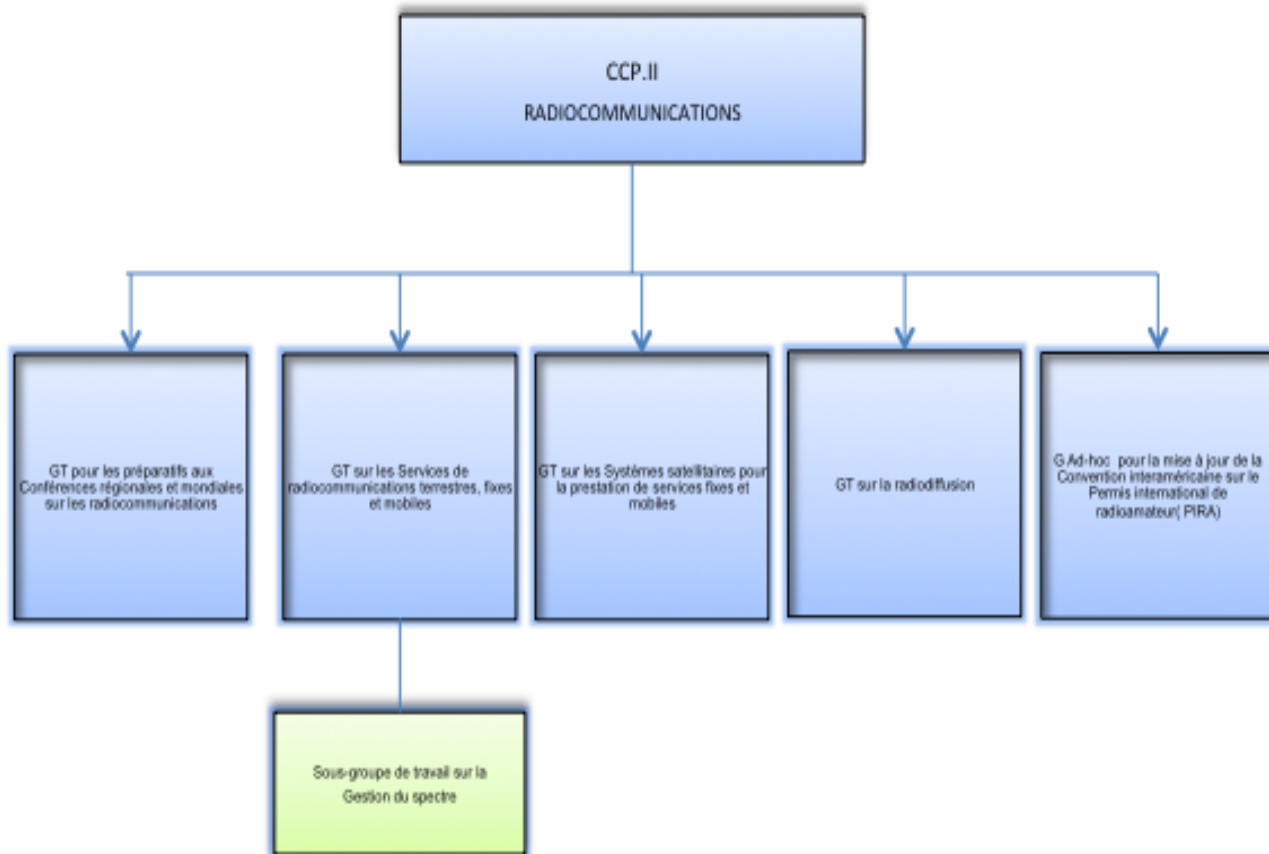 CCP.II
RADIOCOMMUNICATIONS
GT pour les préparatifs aux
Conférences régionales et mondiales
sur les radiocommunications
GT sur les Services de
radiocommunications terrestres, fixes
et mobiles
GT sur les Systèmes satellitaires pour
la prestation de services fixes et
mobiles
GT sur la radiodiffusion
G Ad-hoc pour la mise à jour de la
Convention interaméricaine sur le
Permis international de
radioamateur( PIRA)
Sous-groupe de travail sur la
Gestion du spectre